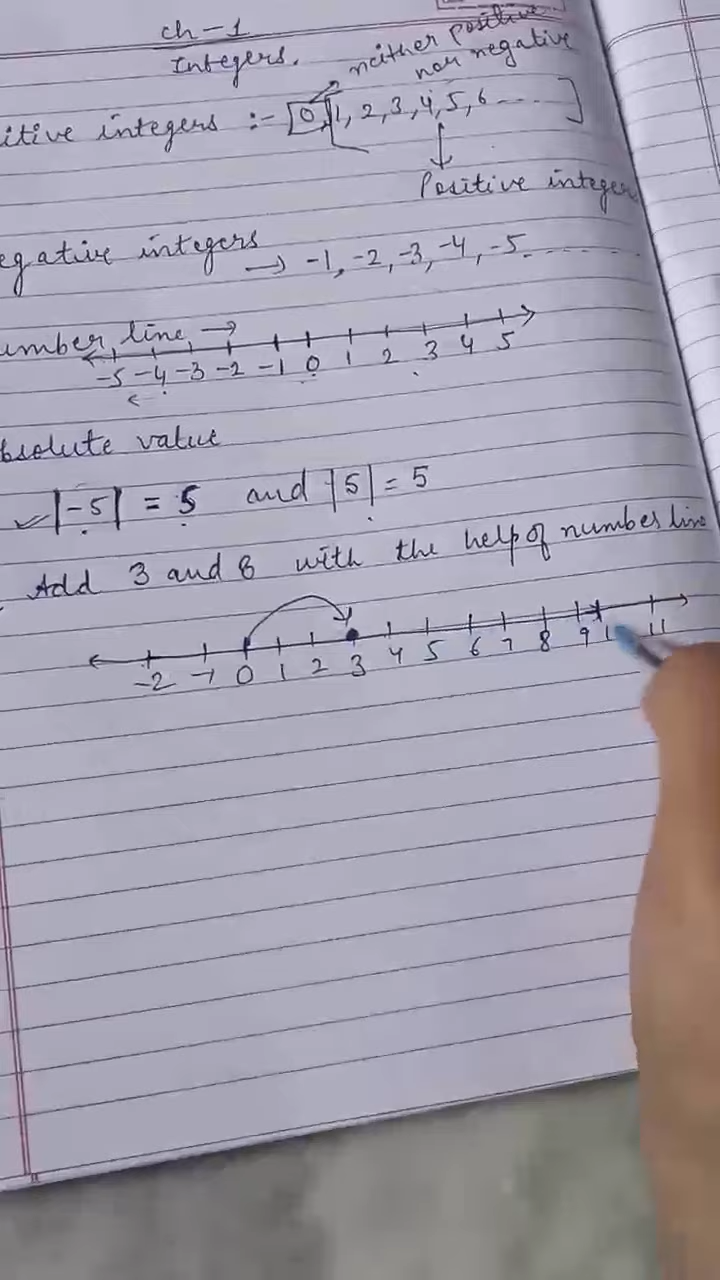 ch-1
Integers.
neither positive
nor negative
itive integers :- [0, 1, 2, 3, 4, 5, 6 ..... ]
Positive integer
egative integers → -1, -2, -3, -4, -5.........
umber line →
-5 -4 -3 -2 -1 0 1 2 3 4 5
bsolute value
|-5| = 5 and |5| = 5
Add 3 and 8 with the help of number line
-2 -1 0 1 2 3 4 5 6 7 8 9 1 11